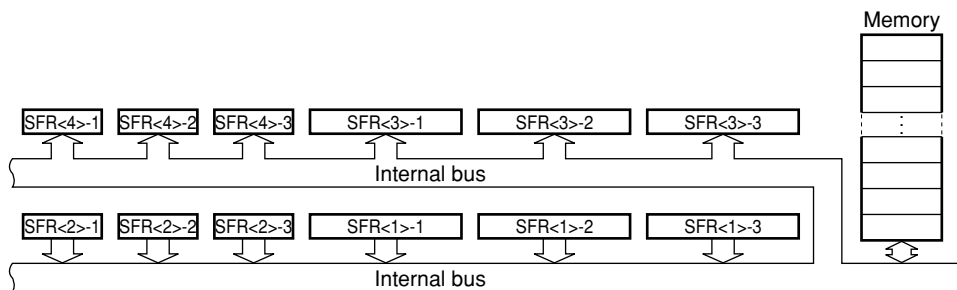 Memory
SFR<4>-1 SFR<4>-2 SFR<4>-3 SFR<3>-1 SFR<3>-2 SFR<3>-3
Internal bus
SFR<2>-1 SFR<2>-2 SFR<2>-3 SFR<1>-1 SFR<1>-2 SFR<1>-3
Internal bus